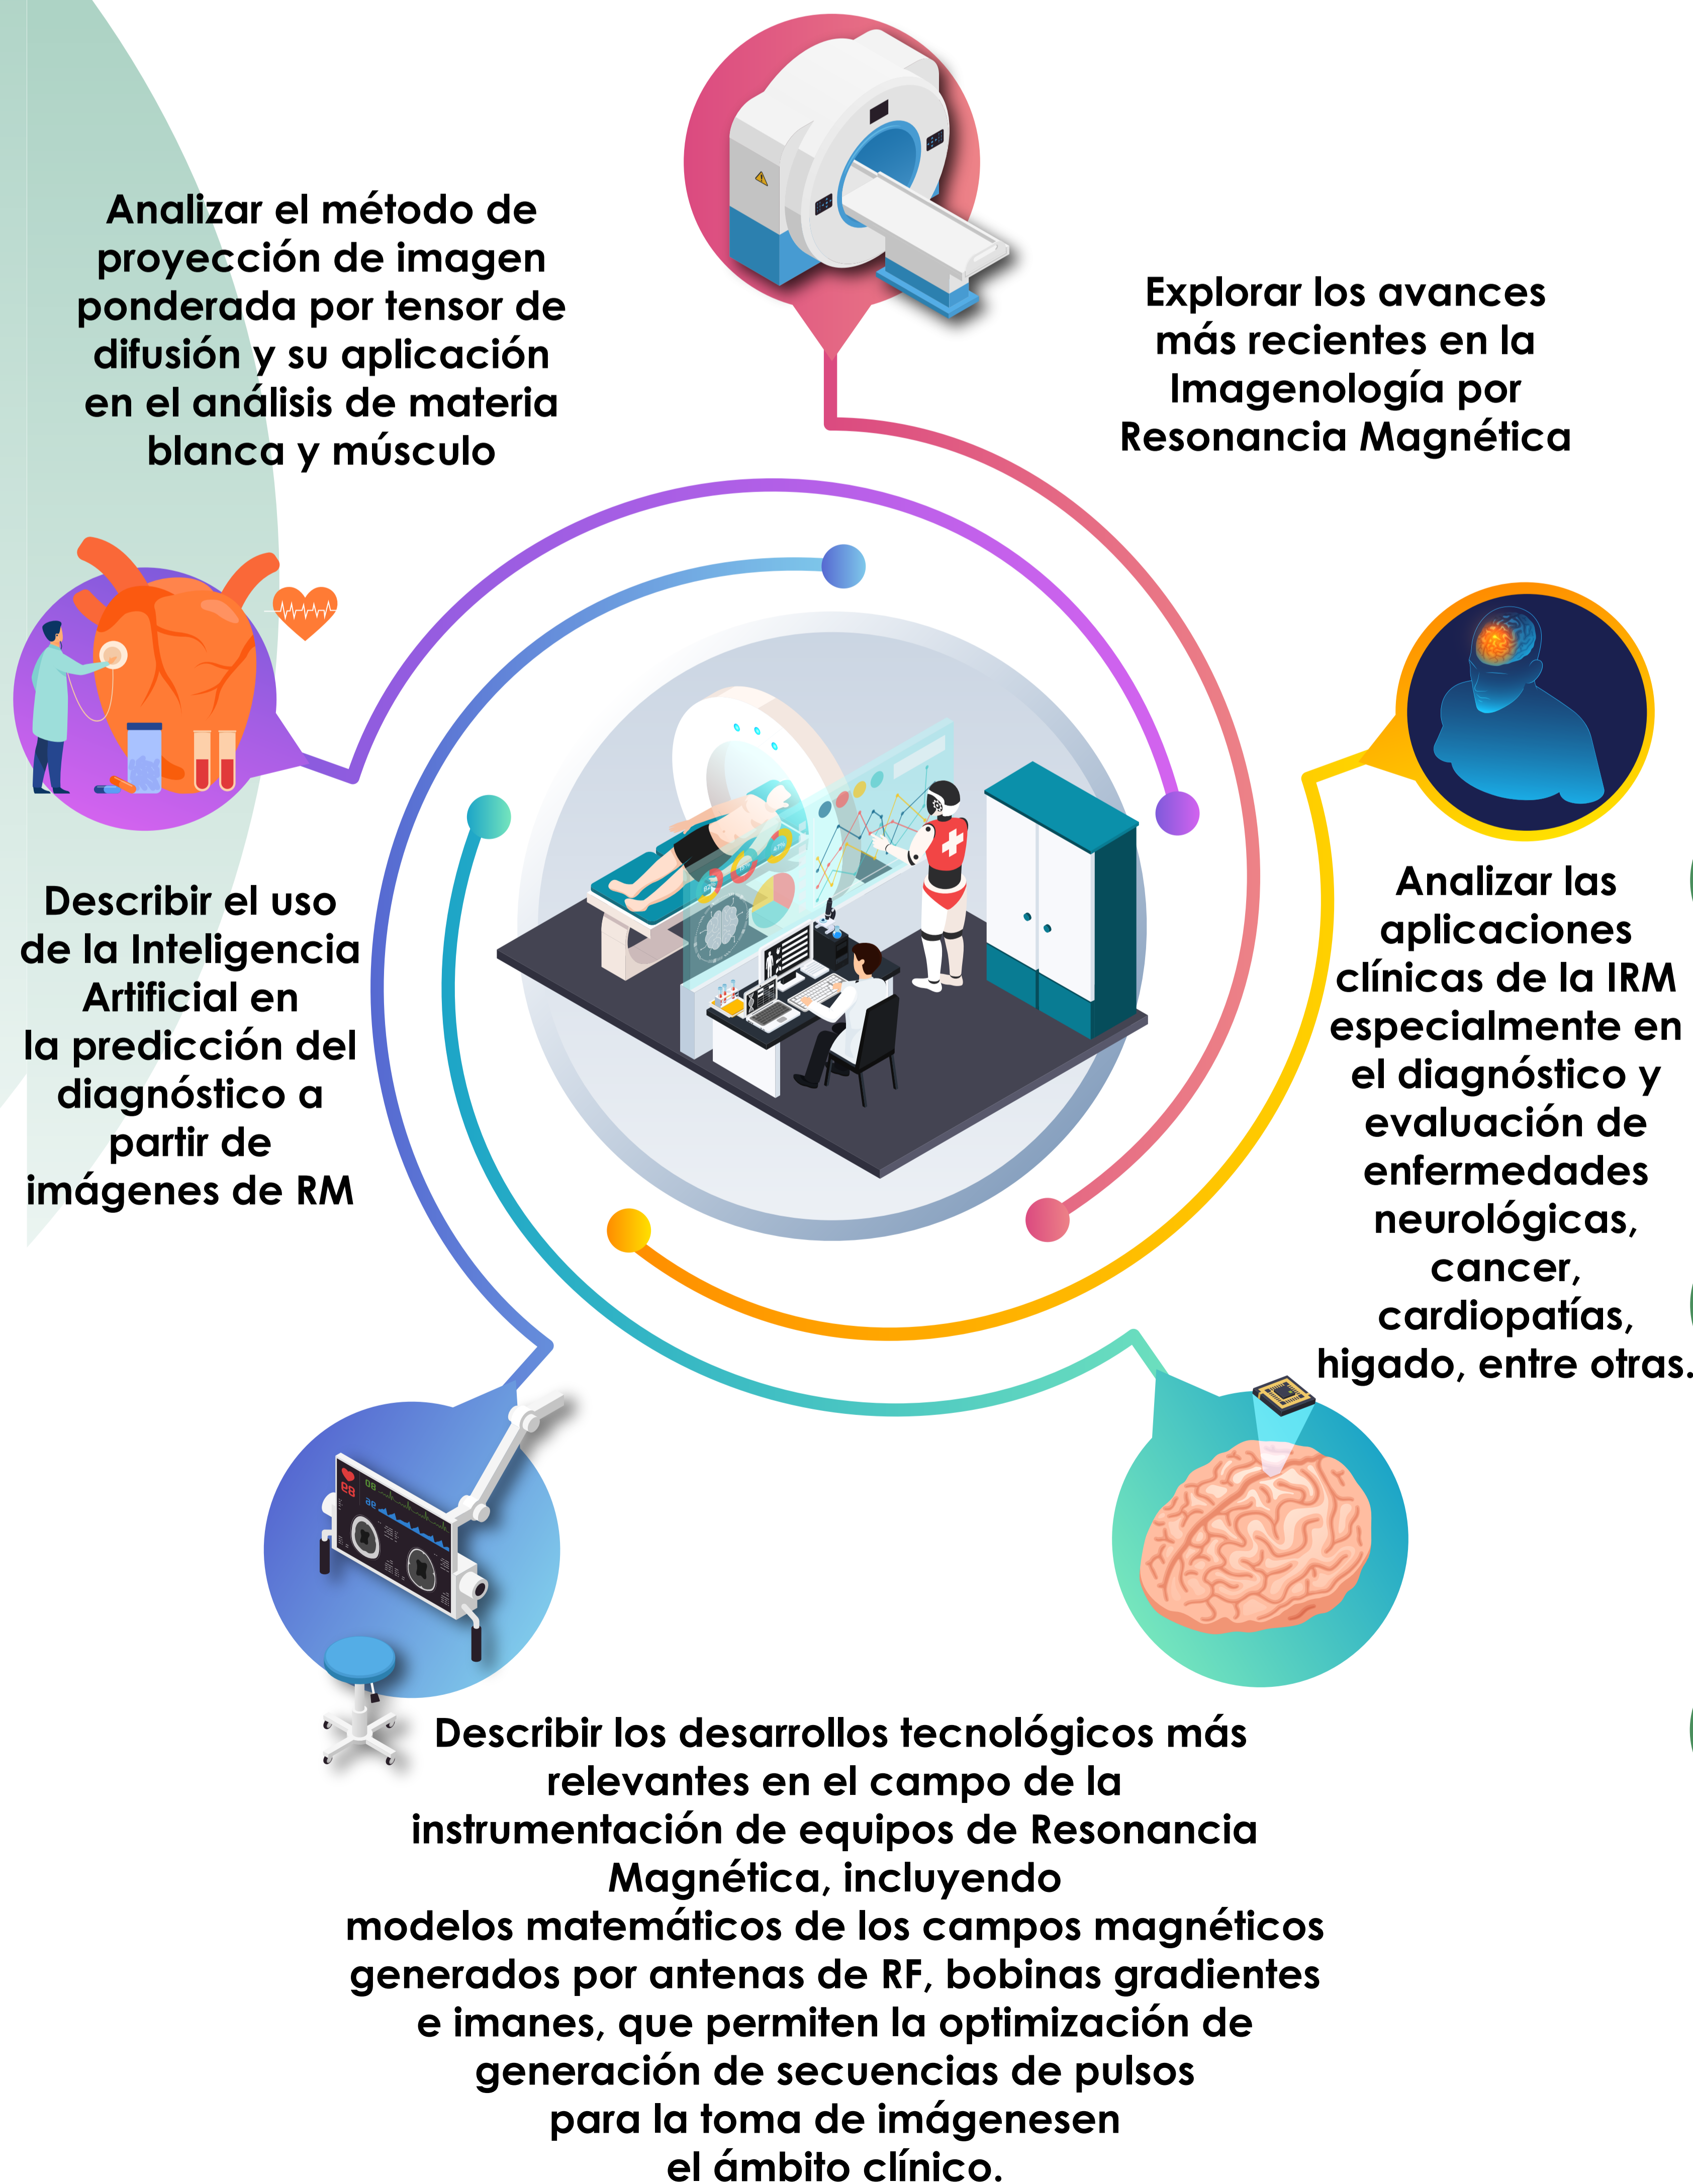 Analizar el método de
proyección de imagen
ponderada por tensor de
difusión y su aplicación
en el análisis de materia
blanca y músculo
Explorar los avances
más recientes en la
Imagenología por
Resonancia Magnética
Describir el uso
de la Inteligencia
Artificial en
la predicción del
diagnóstico a
partir de
imágenes de RM
Analizar las
aplicaciones
clínicas de la IRM
especialmente en
el diagnóstico y
evaluación de
enfermedades
neurológicas,
cancer,
cardiopatías,
higado, entre otras.
Describir los desarrollos tecnológicos más
relevantes en el campo de la
instrumentación de equipos de Resonancia
Magnética, incluyendo
modelos matemáticos de los campos magnéticos
generados por antenas de RF, bobinas gradientes
e imanes, que permiten la optimización de
generación de secuencias de pulsos
para la toma de imágenesen
el ámbito clínico.